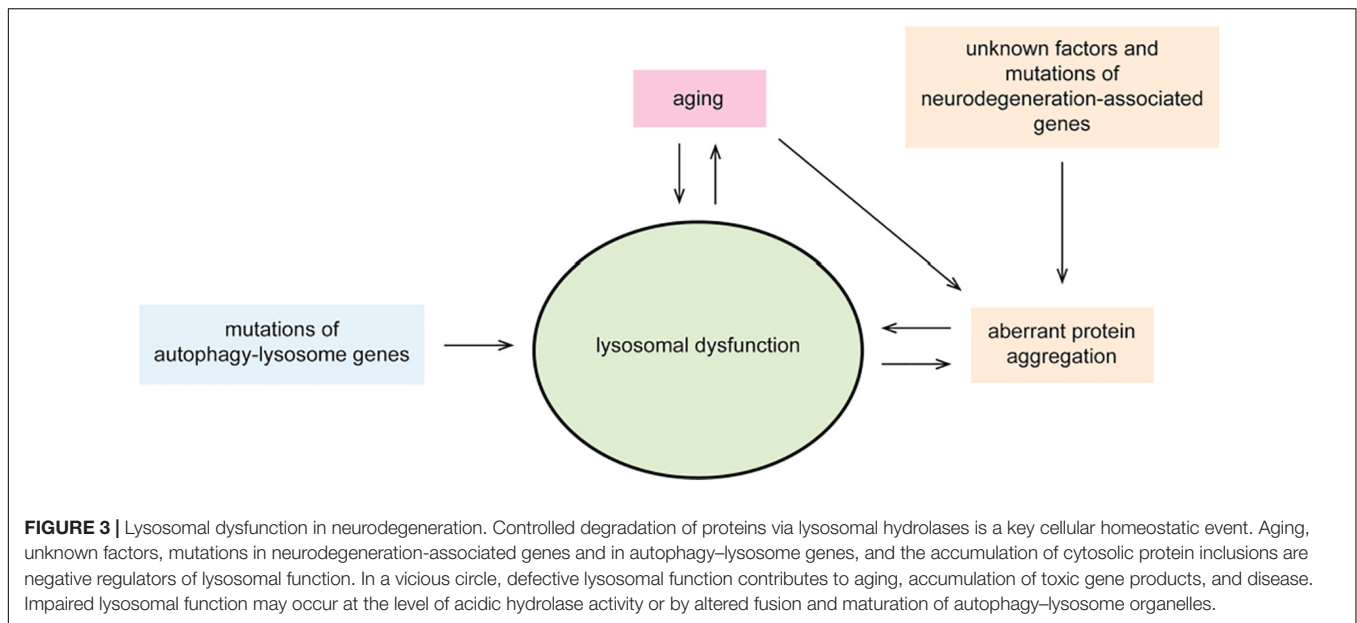 unknown factors and
mutations of
neurodegeneration-associated
genes
aging
mutations of
autophagy-lysosome genes
lysosomal dysfunction
aberrant protein
aggregation
FIGURE 3 | Lysosomal dysfunction in neurodegeneration. Controlled degradation of proteins via lysosomal hydrolases is a key cellular homeostatic event. Aging,
unknown factors, mutations in neurodegeneration-associated genes and in autophagy–lysosome genes, and the accumulation of cytosolic protein inclusions are
negative regulators of lysosomal function. In a vicious circle, defective lysosomal function contributes to aging, accumulation of toxic gene products, and disease.
Impaired lysosomal function may occur at the level of acidic hydrolase activity or by altered fusion and maturation of autophagy–lysosome organelles.